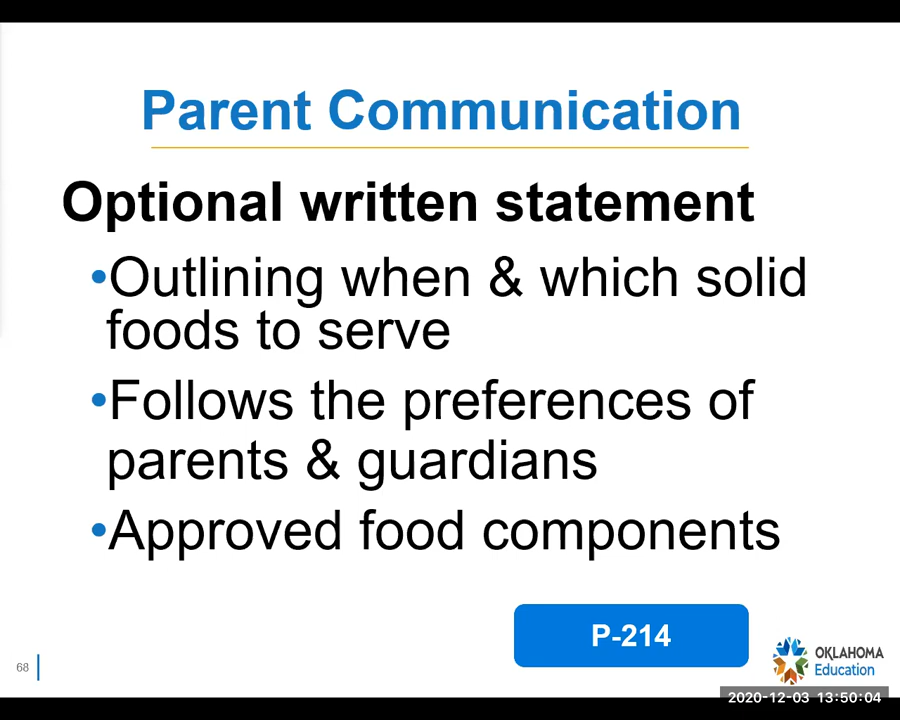 Parent Communication
Optional written statement
•Outlining when & which solid
foods to serve
•Follows the preferences of
parents & guardians
•Approved food components
P-214
68
OKLAHOMA
Education
2020-12-03 13:50:04